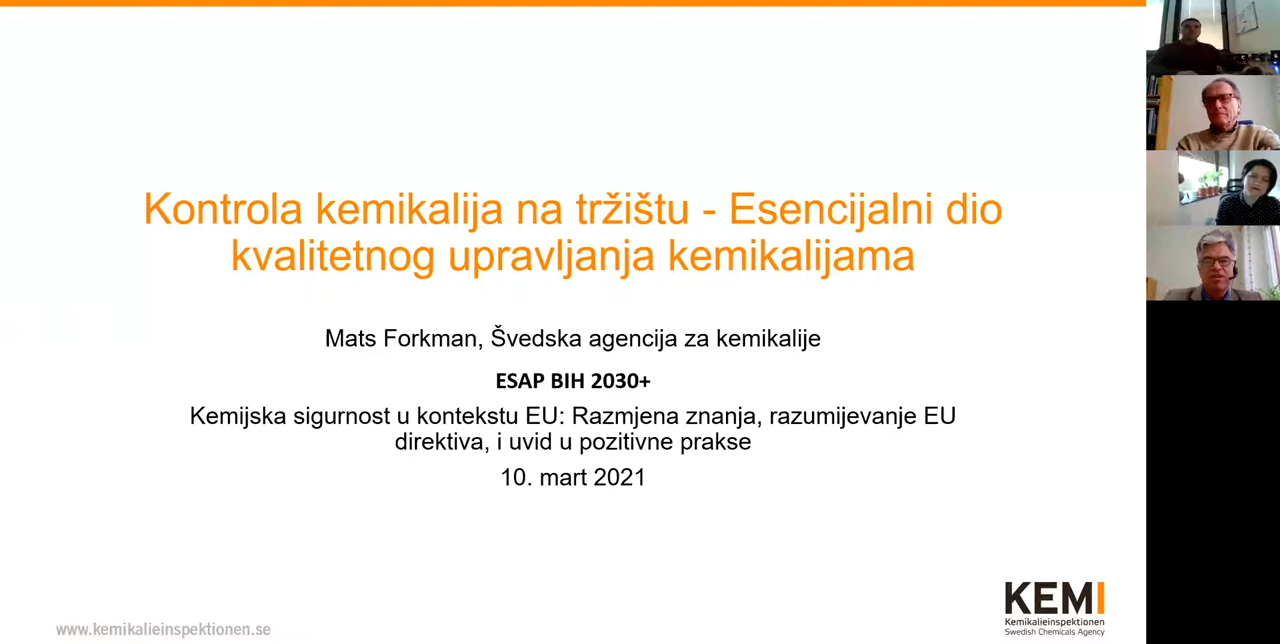 Kontrola kemikalija na tržištu - Esencijalni dio
kvalitetnog upravljanja kemikalijama
Mats Forkman, Švedska agencija za kemikalije
ESAP BIH 2030+
Kemijska sigurnost u kontekstu EU: Razmjena znanja, razumijevanje EU
direktiva, i uvid u pozitivne prakse
10. mart 2021
www.kemikalieinspektionen.se
KEMI
Kemikalieinspektionen
Swedish Chemicals Agency